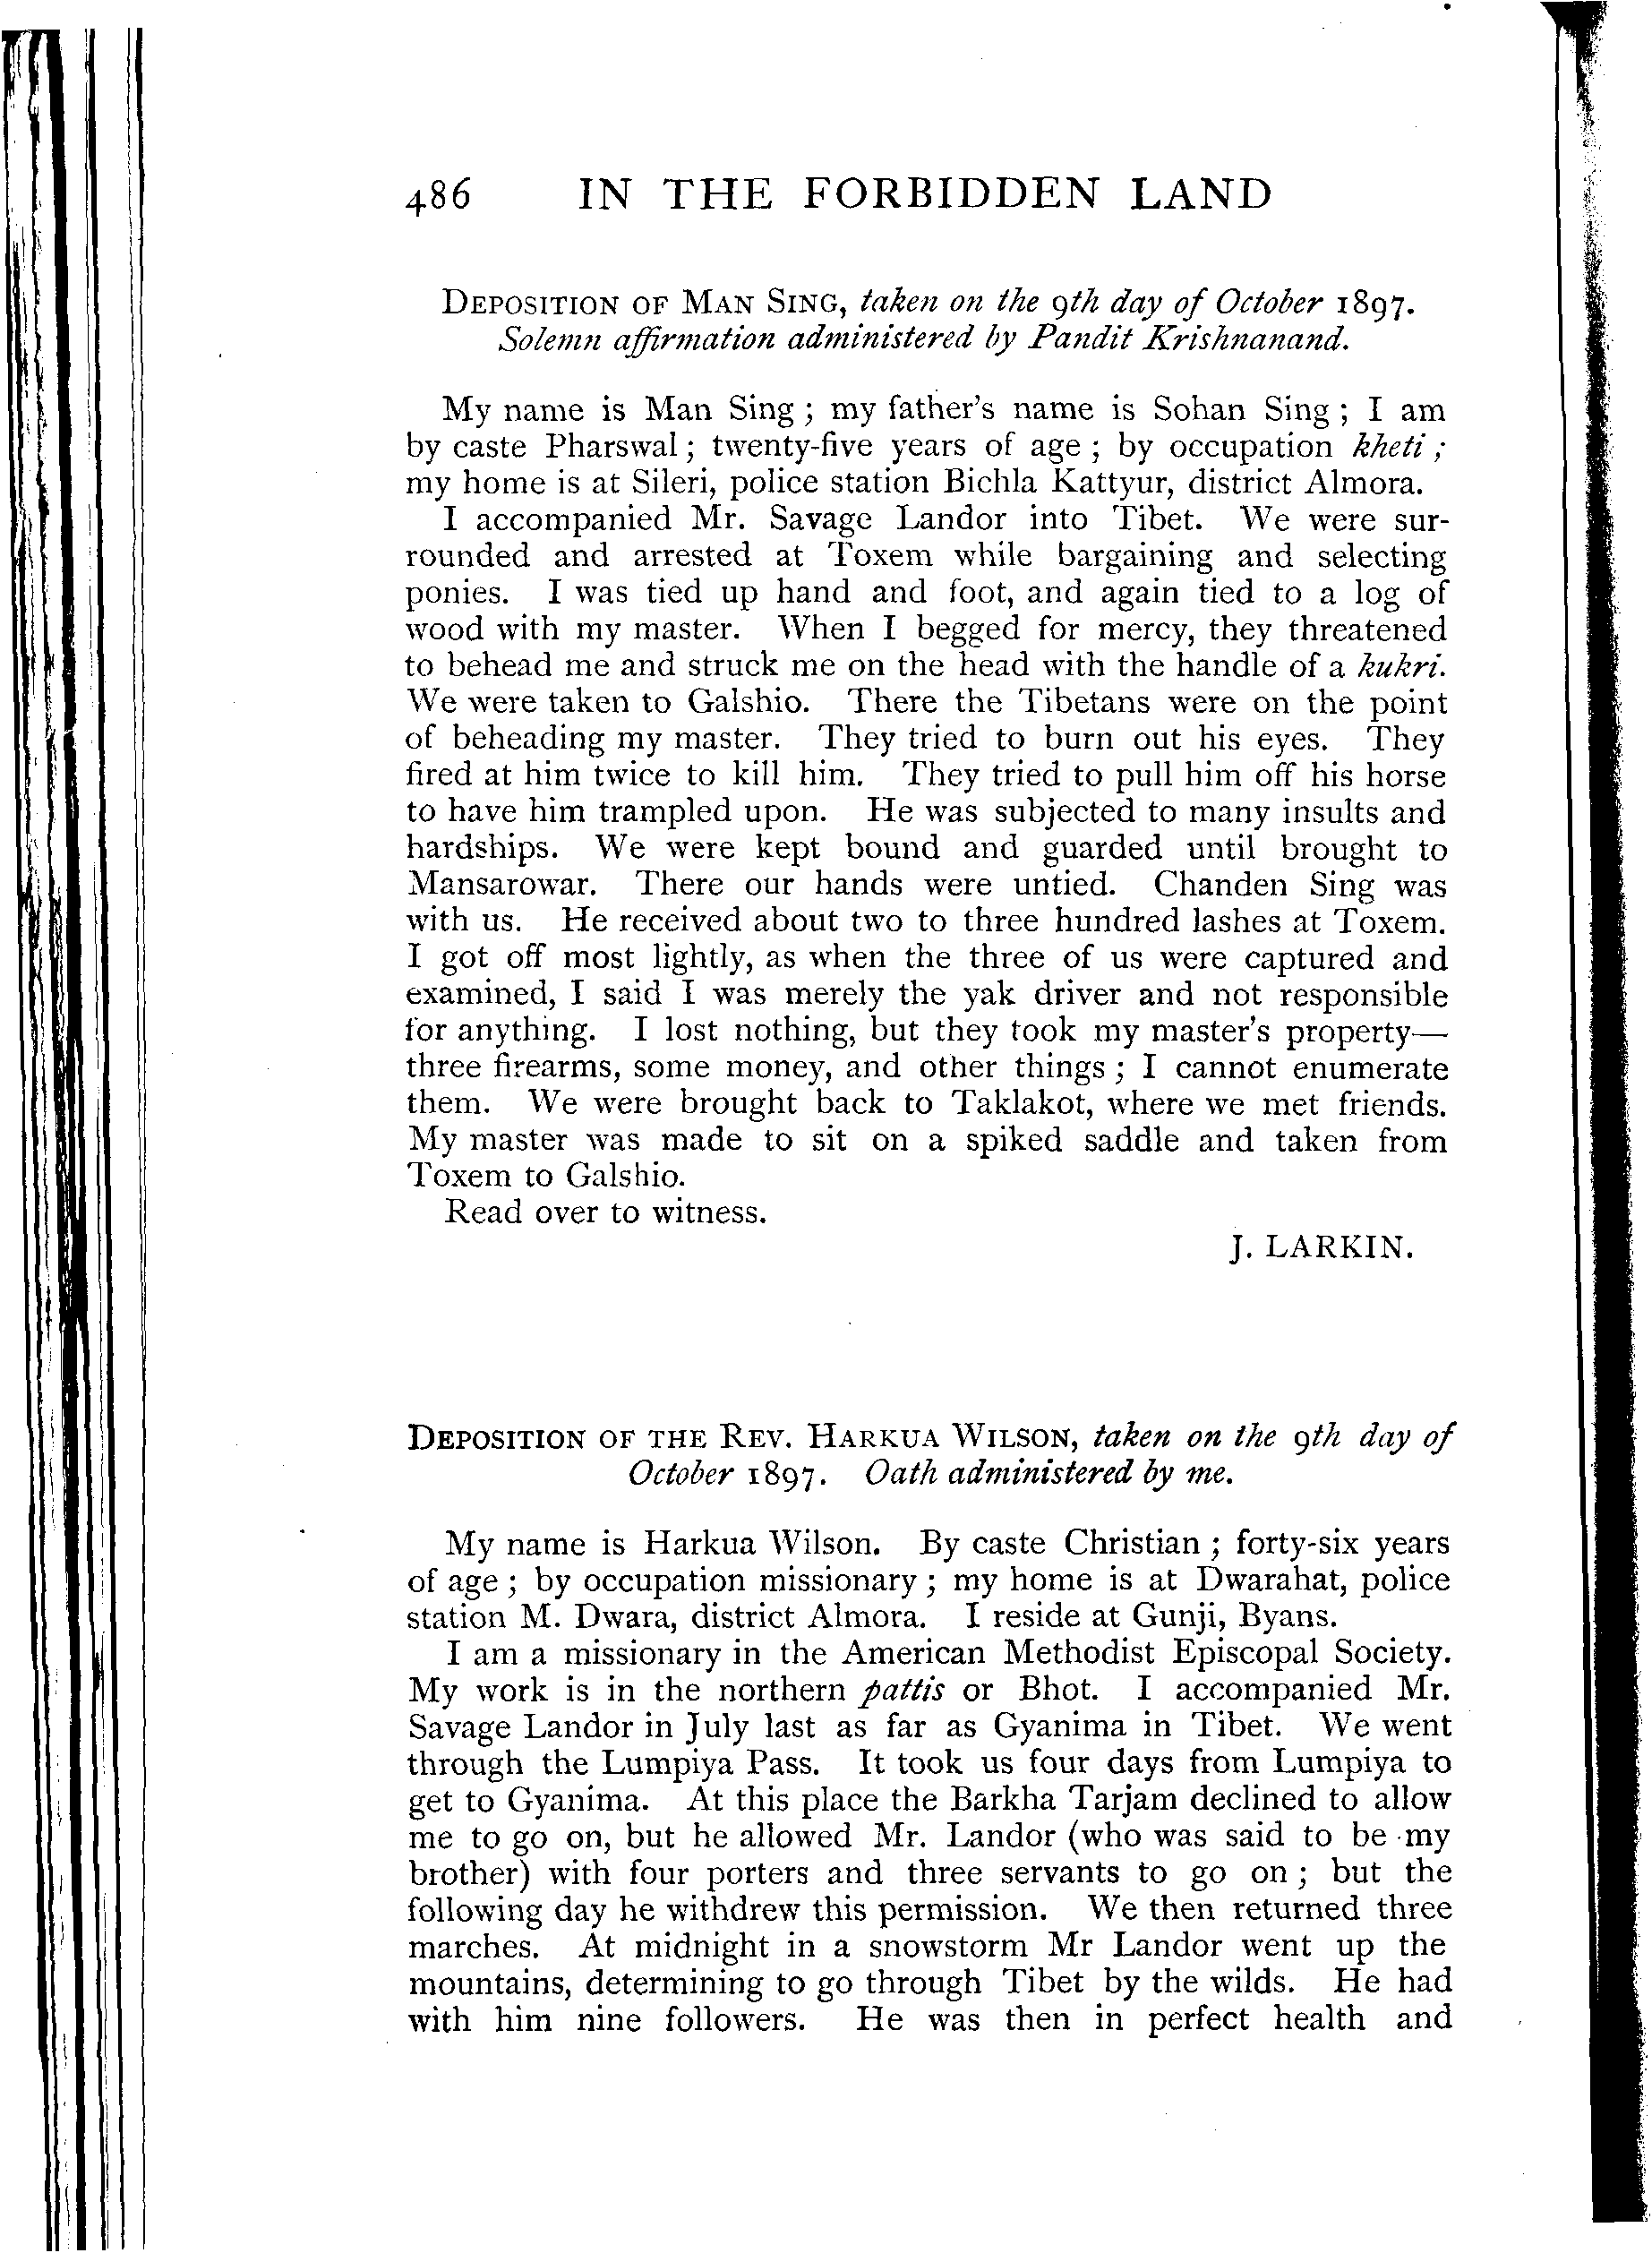 486 IN THE FORBIDDEN LAND
DEPOSITION OF MAN SING, taken on the 9th day of October 1897.
Solemn affirmation administered by Pandit Krishnanand.
My name is Man Sing ; my father's name is Sohan Sing ; I am
by caste Pharswal ; twenty-five years of age ; by occupation kheti ;
my home is at Sileri, police station Bichla Kattyur, district Almora.
I accompanied Mr. Savage Landor into Tibet. We were sur-
rounded and arrested at Toxem while bargaining and selecting
ponies. I was tied up hand and foot, and again tied to a log of
wood with my master. When I begged for mercy, they threatened
to behead me and struck me on the head with the handle of a kukri.
We were taken to Galshio. There the Tibetans were on the point
of beheading my master. They tried to burn out his eyes. They
fired at him twice to kill him. They tried to pull him off his horse
to have him trampled upon. He was subjected to many insults and
hardships. We were kept bound and guarded until brought to
Mansarowar. There our hands were untied. Chanden Sing was
with us. He received about two to three hundred lashes at Toxem.
I got off most lightly, as when the three of us were captured and
examined, I said I was merely the yak driver and not responsible
for anything. I lost nothing, but they took my master's property—
three firearms, some money, and other things ; I cannot enumerate
them. We were brought back to Taklakot, where we met friends.
My master was made to sit on a spiked saddle and taken from
Toxem to Galshio.
Read over to witness.
J. LARKIN.
DEPOSITION OF THE REV. HARKUA WILSON, taken on the 9th day of
October 1897. Oath administered by me.
My name is Harkua Wilson. By caste Christian ; forty-six years
of age ; by occupation missionary ; my home is at Dwarahat, police
station M. Dwara, district Almora. I reside at Gunji, Byans.
I am a missionary in the American Methodist Episcopal Society.
My work is in the northern pattis or Bhot. I accompanied Mr.
Savage Landor in July last as far as Gyanima in Tibet. We went
through the Lumpiya Pass. It took us four days from Lumpiya to
get to Gyanima. At this place the Barkha Tarjam declined to allow
me to go on, but he allowed Mr. Landor (who was said to be my
brother) with four porters and three servants to go on ; but the
following day he withdrew this permission. We then returned three
marches. At midnight in a snowstorm Mr Landor went up the
mountains, determining to go through Tibet by the wilds. He had
with him nine followers. He was then in perfect health and